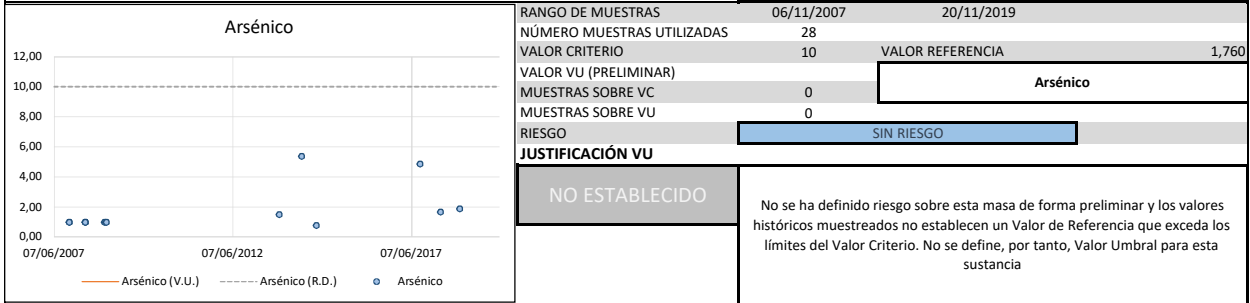 Arsénico
12,00
10,00
8,00
6,00
4,00
2,00
0,00
07/06/2007 07/06/2012 07/06/2017
Arsénico (V.U.) Arsénico (R.D.) Arsénico
RANGO DE MUESTRAS 06/11/2007 20/11/2019
NÚMERO MUESTRAS UTILIZADAS 28
VALOR CRITERIO 10 VALOR REFERENCIA 1,760
VALOR VU (PRELIMINAR)
Arsénico
MUESTRAS SOBRE VC 0
MUESTRAS SOBRE VU 0
RIESGO SIN RIESGO
JUSTIFICACIÓN VU
NO ESTABLECIDO
No se ha definido riesgo sobre esta masa de forma preliminar y los valores
históricos muestreados no establecen un Valor de Referencia que exceda los
límites del Valor Criterio. No se define, por tanto, Valor Umbral para esta
sustancia